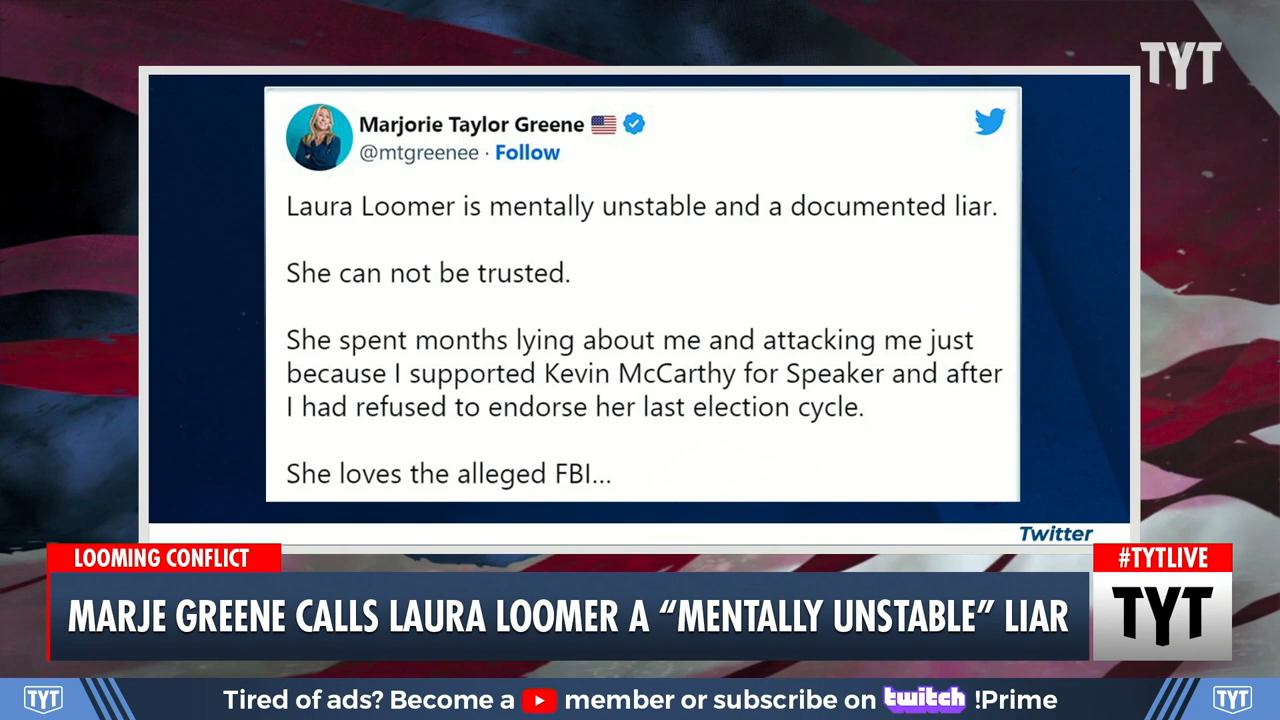 TYT
Marjorie Taylor Greene
@mtgreenee · Follow
Laura Loomer is mentally unstable and a documented liar.
She can not be trusted.
She spent months lying about me and attacking me just
because I supported Kevin McCarthy for Speaker and after
I had refused to endorse her last election cycle.
She loves the alleged FBI...
Twitter
LOOMING CONFLICT
#TYTLIVE
MARJE GREENE CALLS LAURA LOOMER A “MENTALLY UNSTABLE” LIAR
TYT
TYT
Tired of ads? Become a member or subscribe on twitch !Prime
TYT